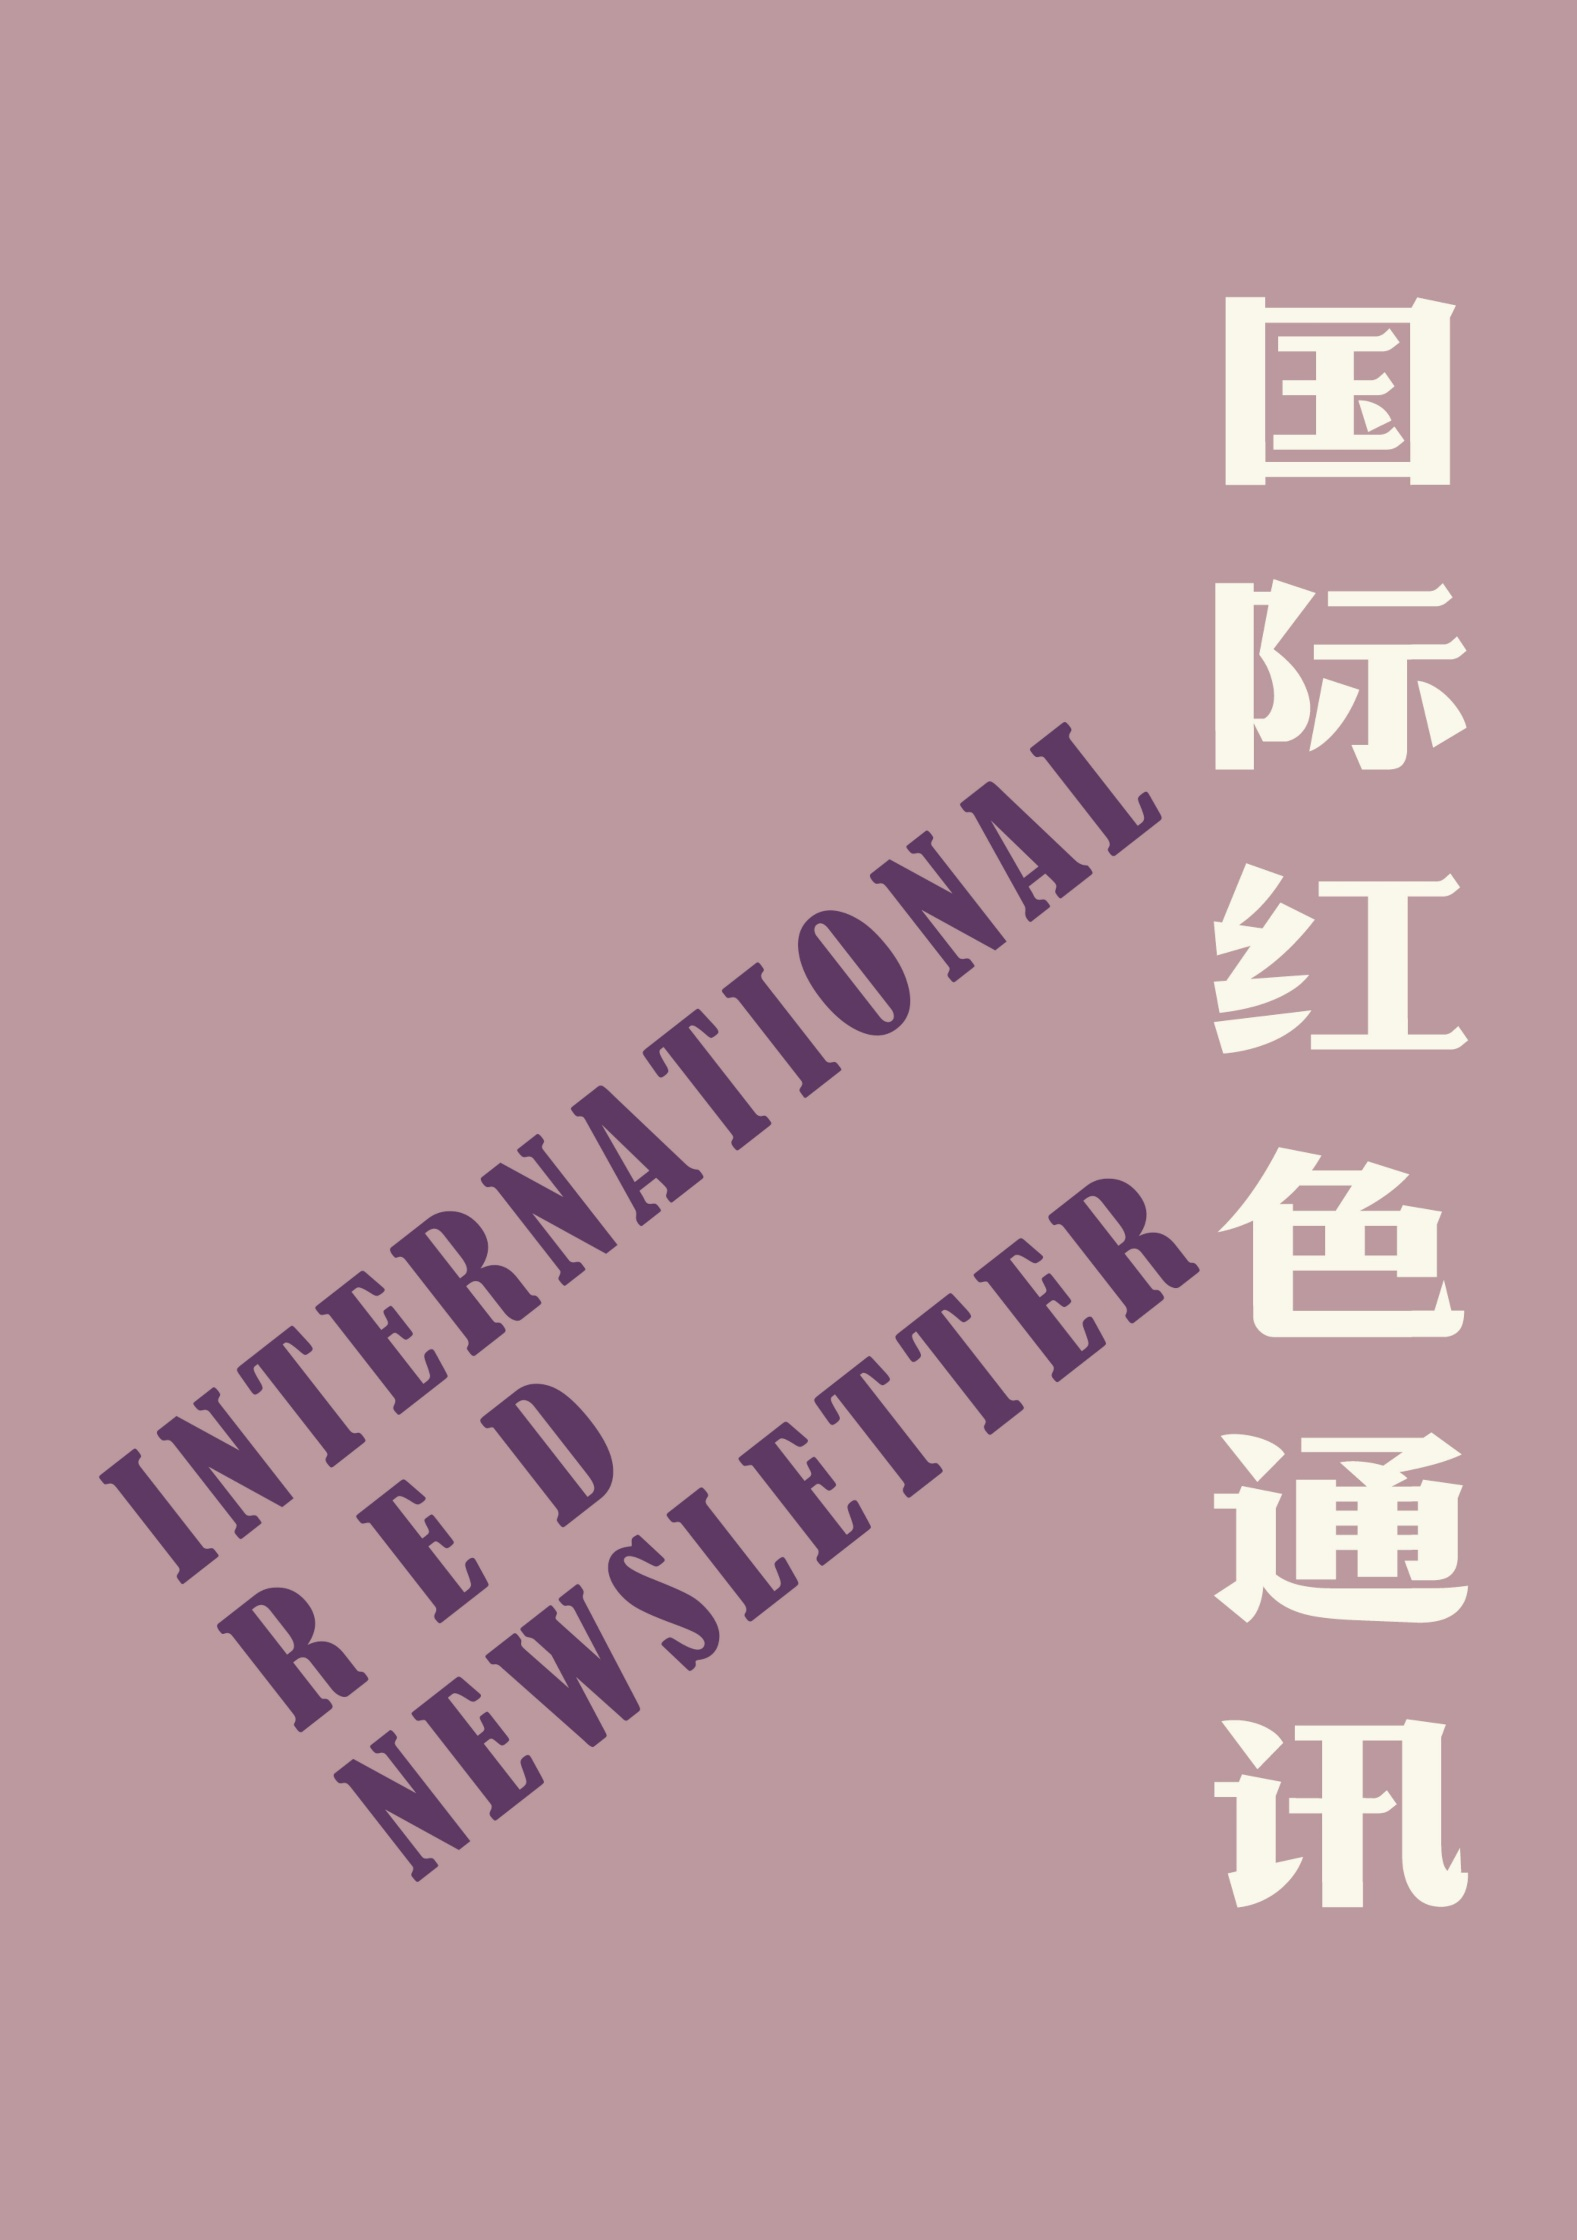 国际红色通讯
INTERNATIONAL
RED
NEWSLETTER